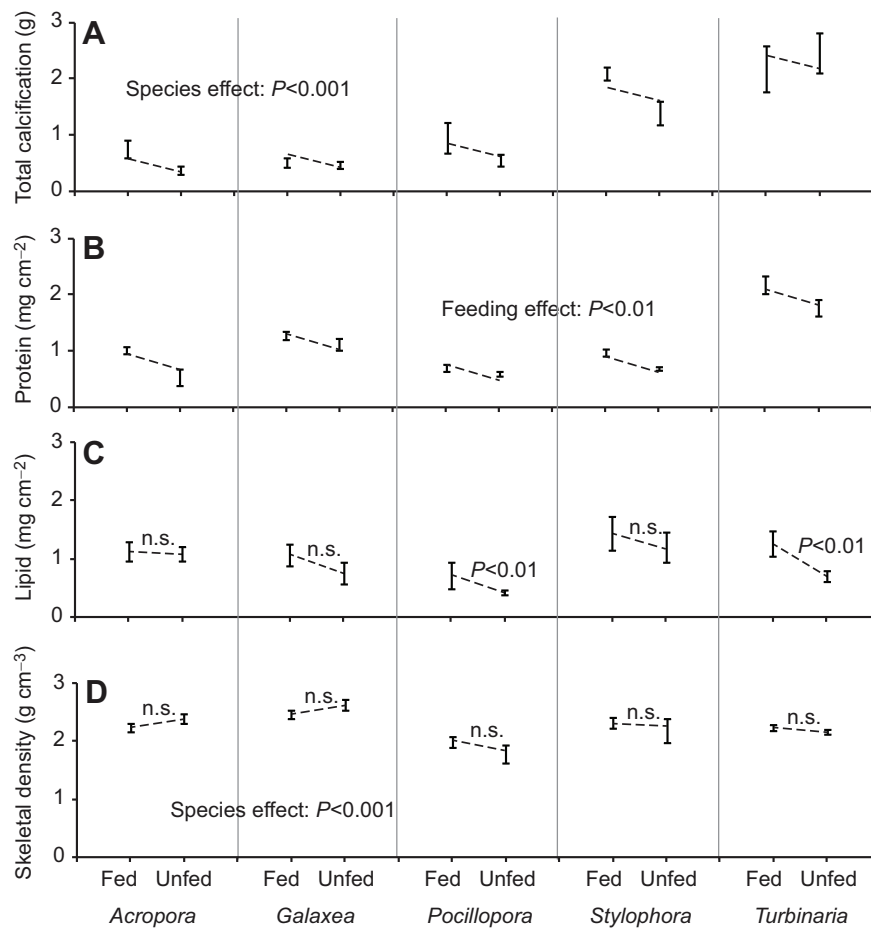 A
Total calcification (g)
3
2
1
0
Species effect: P<0.001
B
Protein (mg cm−2)
3
2
1
0
Feeding effect: P<0.01
C
Lipid (mg cm−2)
3
2
1
0
n.s.
n.s.
P<0.01
n.s.
P<0.01
D
Skeletal density (g cm−3)
3
2
1
0
n.s.
n.s.
n.s.
n.s.
n.s.
Species effect: P<0.001
Fed Unfed Fed Unfed Fed Unfed Fed Unfed Fed Unfed
Acropora Galaxea Pocillopora Stylophora Turbinaria